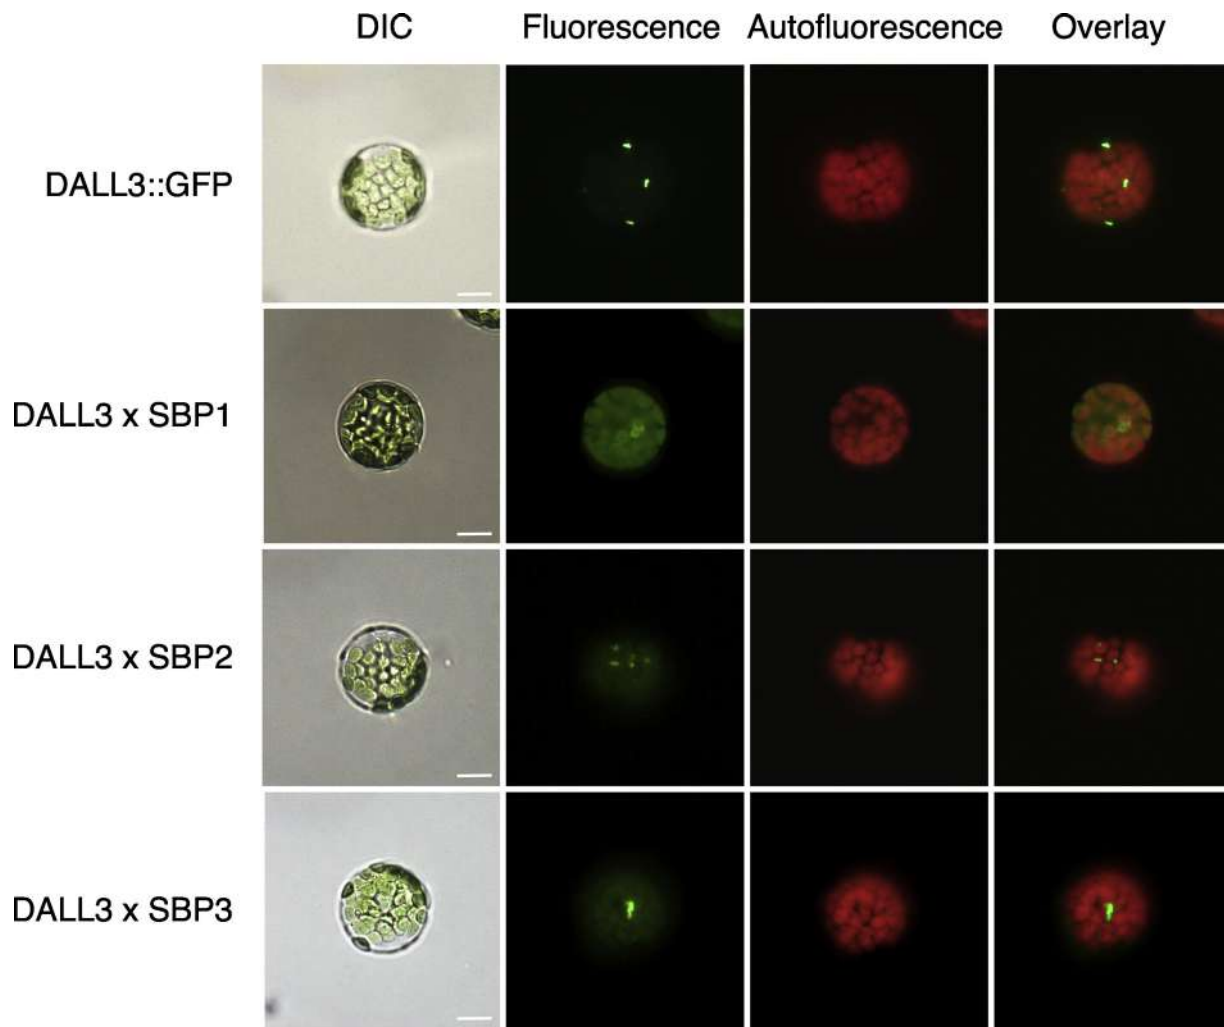 DIC Fluorescence Autofluorescence Overlay
DALL3::GFP
DALL3 x SBP1
DALL3 x SBP2
DALL3 x SBP3